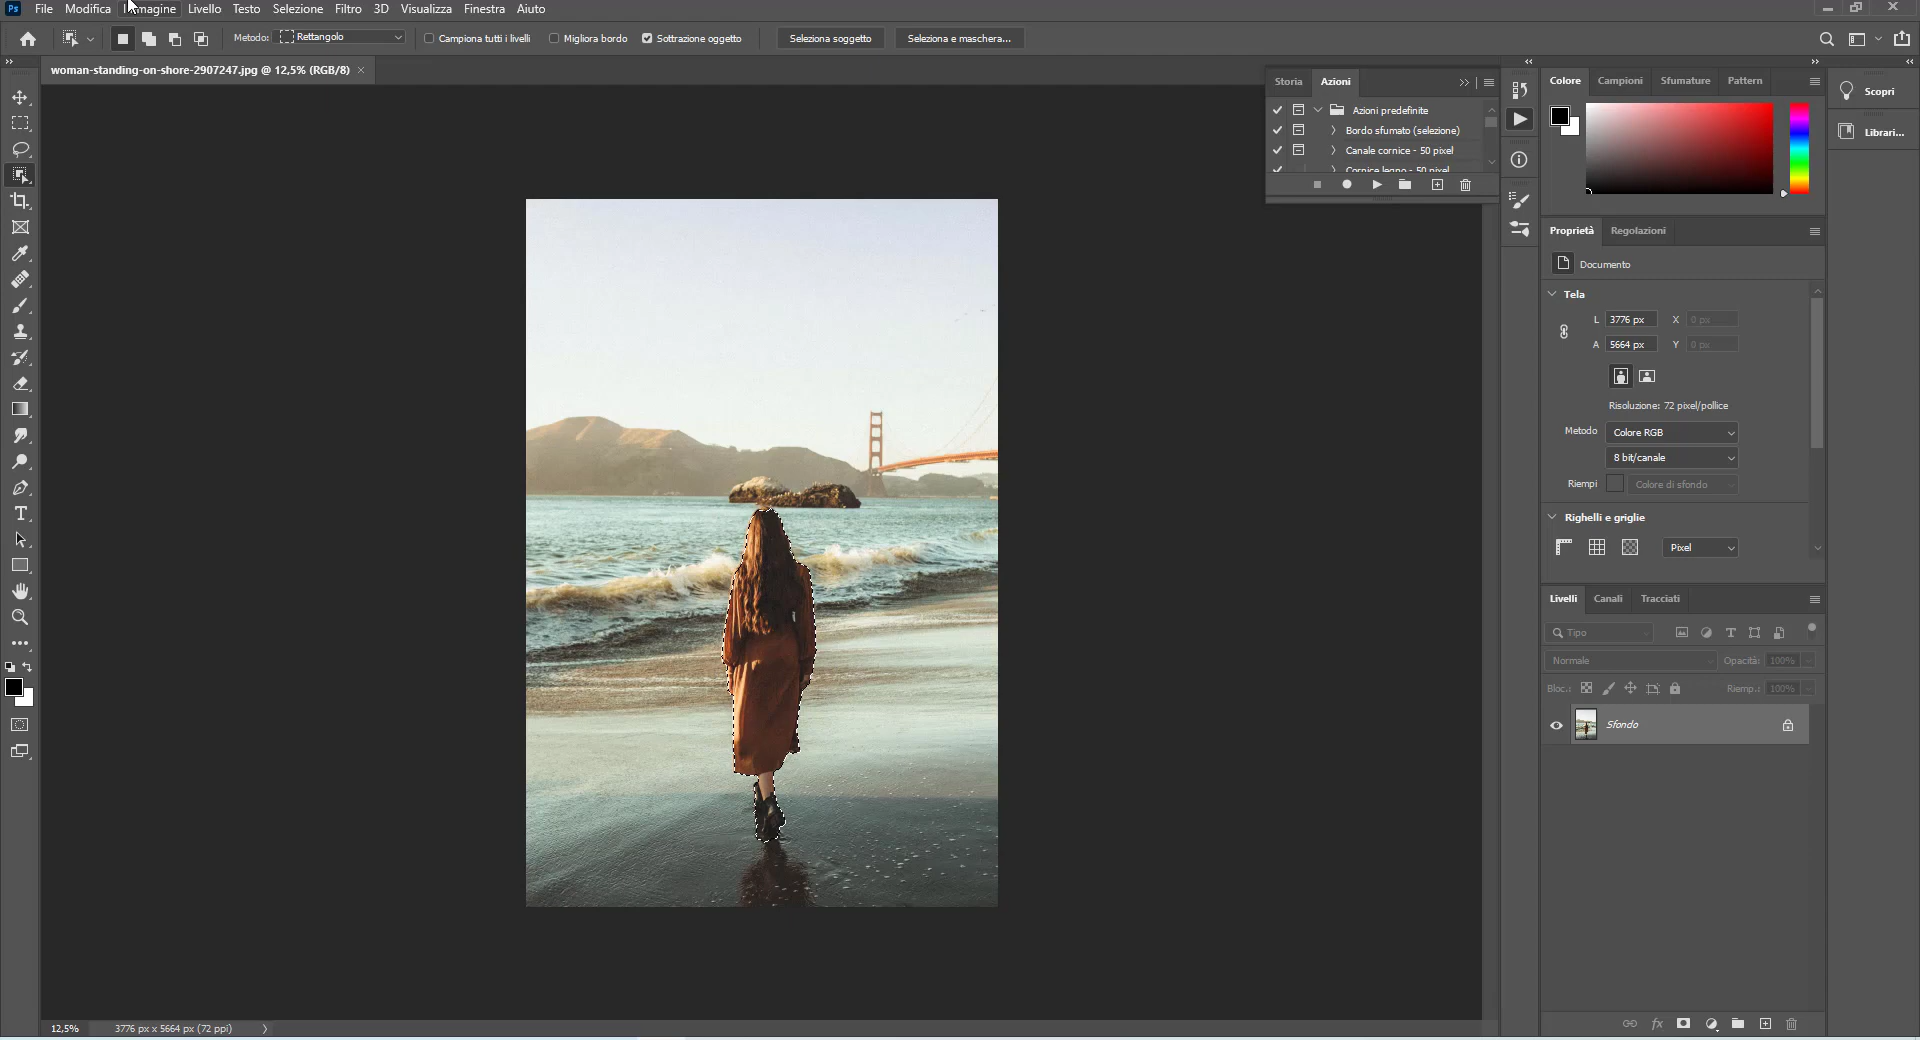 Ps File Modifica Immagine Livello Testo Selezione Filtro 3D Visualizza Finestra Aiuto
Metodo: Rettangolo Campiona tutti i livelli Migliora bordo Sottrazione oggetto Seleziona soggetto Seleziona e maschera...
woman-standing-on-shore-2907247.jpg @ 12,5% (RGB/8)
Storia Azioni
Azioni predefinite
Bordo sfumato (selezione)
Canale cornice - 50 pixel
Cornice legno - 50 pixel
Colore Campioni Sfumature Pattern
Scopri
Librari...
Proprietà Regolazioni
Documento
Tela
L 3776 px X 0 px
A 5664 px Y 0 px
Risoluzione: 72 pixel/pollice
Metodo Colore RGB
8 bit/canale
Riempi Colore di sfondo
Righelli e griglie
Pixel
Livelli Canali Tracciati
Tipo
Normale Opacità: 100%
Bloc.: Riemp.: 100%
Sfondo
fx
12,5% 3776 px x 5664 px (72 ppi)